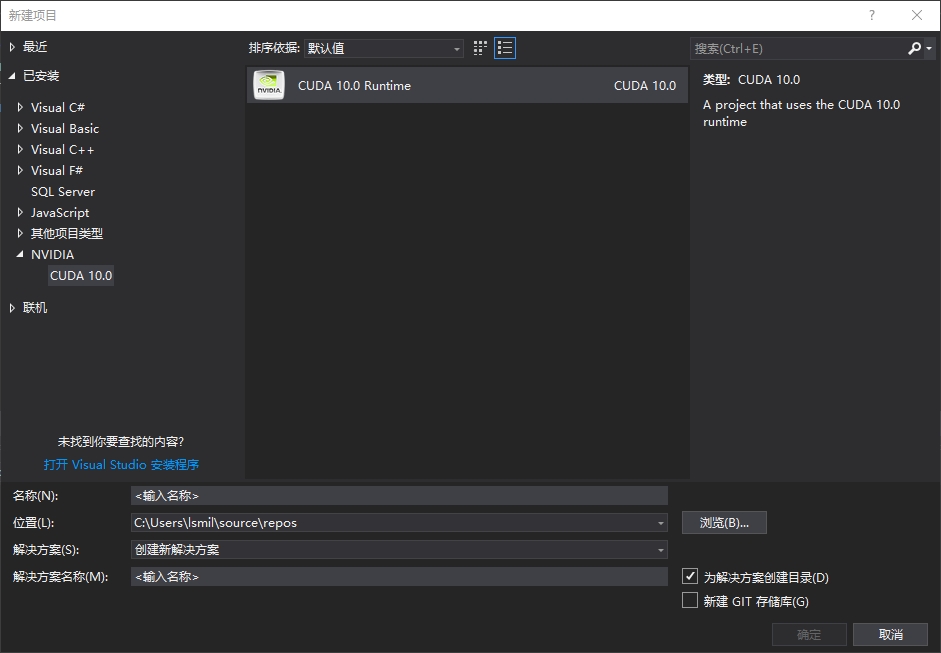 新建项目
最近
已安装
Visual C#
Visual Basic
Visual C++
Visual F#
SQL Server
JavaScript
其他项目类型
NVIDIA
CUDA 10.0
联机
未找到你要查找的内容?
打开 Visual Studio 安装程序
排序依据: 默认值
NVIDIA. CUDA 10.0 Runtime CUDA 10.0
搜索(Ctrl+E)
类型: CUDA 10.0
A project that uses the CUDA 10.0
runtime
名称(N): <输入名称>
位置(L): C:\Users\lsmil\source\repos 浏览(B)...
解决方案(S): 创建新解决方案
解决方案名称(M): <输入名称> 为解决方案创建目录(D)
新建 GIT 存储库(G)
确定 取消